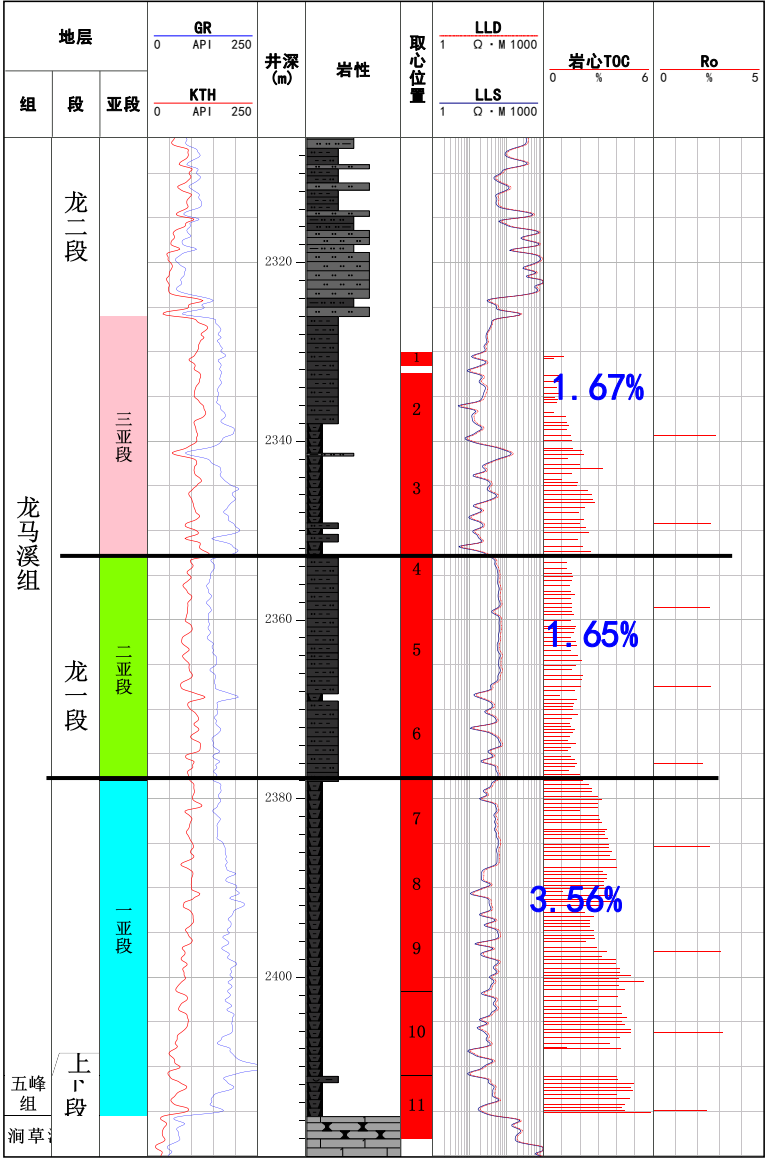 地层
组 段 亚段
GR
0 API 250
KTH
0 API 250
井深
(m)
岩性
取心位置
LLD
1 Ω·M 1000
LLS
1 Ω·M 1000
岩心TOC
0 % 6
Ro
0 % 5
龙马溪组
五峰组
涧草
龙二段
龙一段
上
段
三亚段
二亚段
一亚段
2320
2340
2360
2380
2400
1
2
3
4
5
6
7
8
9
10
11
1.67%
1.65%
3.56%